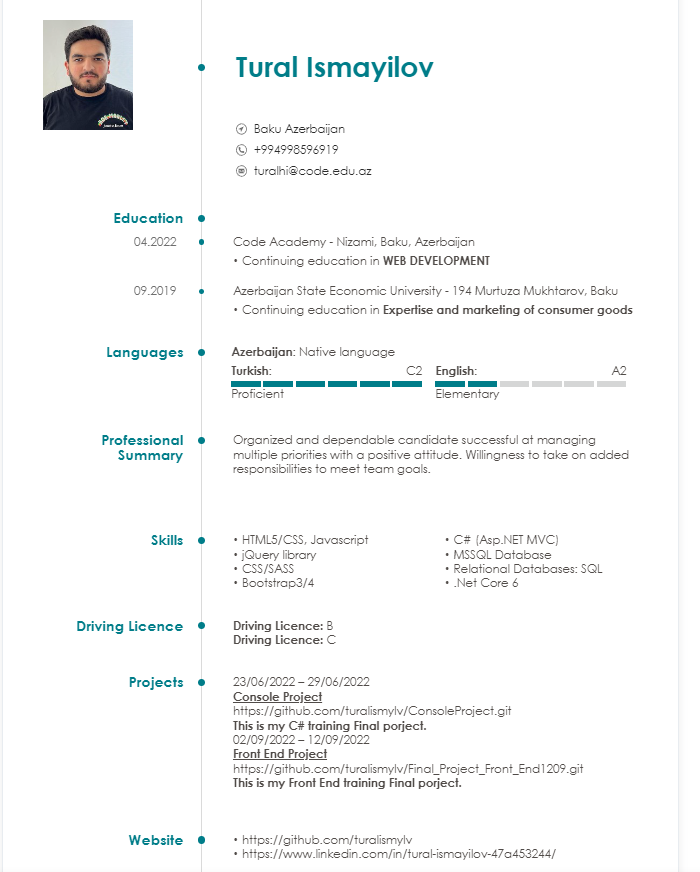 Tural Ismayilov
Baku Azerbaijan
+994998596919
turalhi@code.edu.az
Education
04.2022
Code Academy - Nizami, Baku, Azerbaijan
• Continuing education in WEB DEVELOPMENT
09.2019
Azerbaijan State Economic University - 194 Murtuza Mukhtarov, Baku
• Continuing education in Expertise and marketing of consumer goods
Languages
Azerbaijan: Native language
Turkish: C2
Proficient
English: A2
Elementary
Professional
Summary
Organized and dependable candidate successful at managing
multiple priorities with a positive attitude. Willingness to take on added
responsibilities to meet team goals.
Skills
• HTML5/CSS, Javascript
• jQuery library
• CSS/SASS
• Bootstrap3/4
• C# (Asp.NET MVC)
• MSSQL Database
• Relational Databases: SQL
• .Net Core 6
Driving Licence
Driving Licence: B
Driving Licence: C
Projects
23/06/2022 – 29/06/2022
Console Project
https://github.com/turalismylv/ConsoleProject.git
This is my C# training Final porject.
02/09/2022 – 12/09/2022
Front End Project
https://github.com/turalismylv/Final_Project_Front_End1209.git
This is my Front End training Final porject.
Website
• https://github.com/turalismylv
• https://www.linkedin.com/in/tural-ismayilov-47a453244/